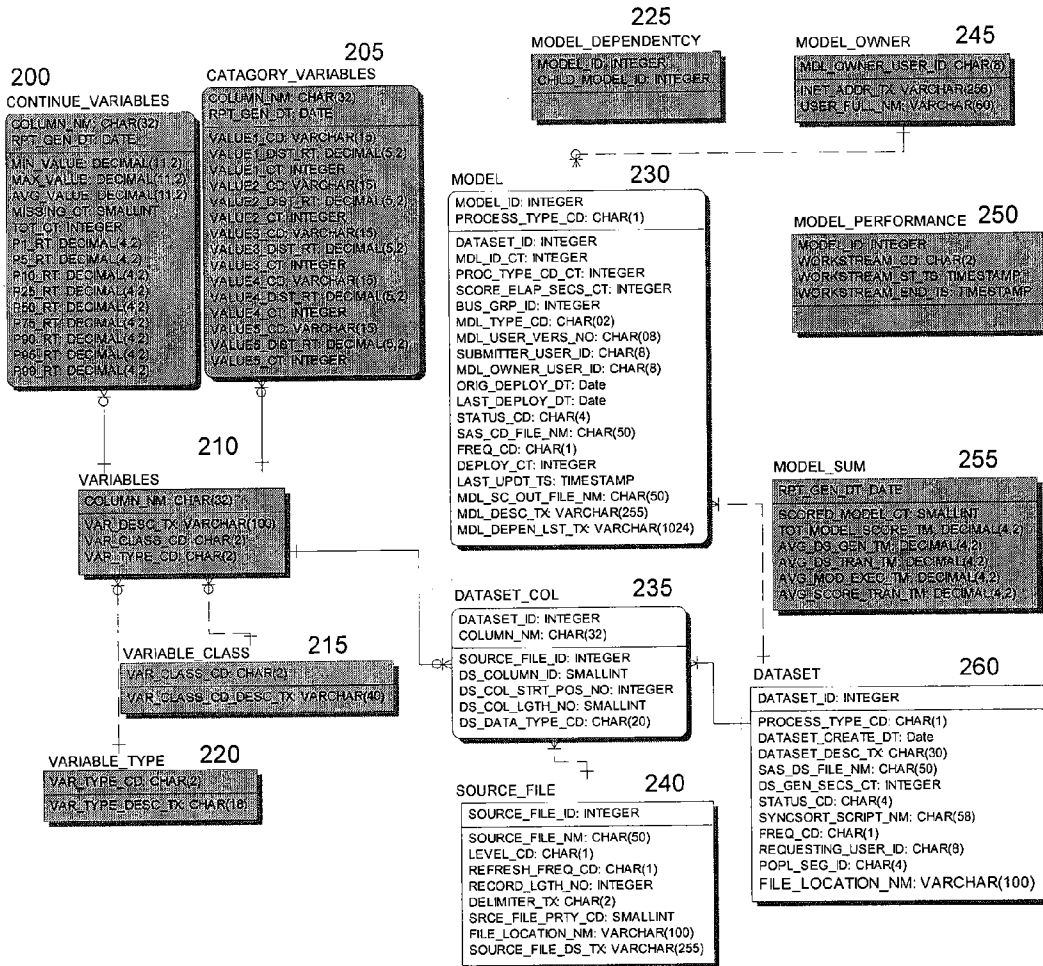 200
CONTINUE_VARIABLES
COLUMN_NM: CHAR(32)
RPT_GEN_DT: DATE
MIN_VALUE: DECIMAL(11,2)
MAX_VALUE: DECIMAL(11,2)
AVG_VALUE: DECIMAL(11,2)
MISSING_CT: SMALLINT
TOT_CT: INTEGER
P1_RT: DECIMAL(4,2)
P5_RT: DECIMAL(4,2)
P10_RT: DECIMAL(4,2)
P25_RT: DECIMAL(4,2)
P50_RT: DECIMAL(4,2)
P75_RT: DECIMAL(4,2)
P90_RT: DECIMAL(4,2)
P95_RT: DECIMAL(4,2)
P99_RT: DECIMAL(4,2)
205
CATAGORY_VARIABLES
COLUMN_NM: CHAR(32)
RPT_GEN_DT: DATE
VALUE1_CD: VARCHAR(15)
VALUE1_DIST_RT: DECIMAL(5,2)
VALUE1_CT: INTEGER
VALUE2_CD: VARCHAR(15)
VALUE2_DIST_RT: DECIMAL(5,2)
VALUE2_CT: INTEGER
VALUE3_CD: VARCHAR(15)
VALUE3_DIST_RT: DECIMAL(5,2)
VALUE3_CT: INTEGER
VALUE4_CD: VARCHAR(15)
VALUE4_DIST_RT: DECIMAL(5,2)
VALUE4_CT: INTEGER
VALUE5_CD: VARCHAR(15)
VALUE5_DIST_RT: DECIMAL(5,2)
VALUE5_CT: INTEGER
210
VARIABLES
COLUMN_NM: CHAR(32)
VAR_DESC_TX: VARCHAR(100)
VAR_CLASS_CD: CHAR(2)
VAR_TYPE_CD: CHAR(2)
215
VARIABLE_CLASS
VAR_CLASS_CD: CHAR(2)
VAR_CLASS_CD_DESC_TX: VARCHAR(40)
220
VARIABLE_TYPE
VAR_TYPE_CD: CHAR(2)
VAR_TYPE_DESC_TX: CHAR(18)
225
MODEL_DEPENDENTCY
MODEL_ID: INTEGER
CHILD_MODEL_ID: INTEGER
230
MODEL
MODEL_ID: INTEGER
PROCESS_TYPE_CD: CHAR(1)
DATASET_ID: INTEGER
MDL_ID_CT: INTEGER
PROC_TYPE_CD_CT: INTEGER
SCORE_ELAP_SECS_CT: INTEGER
BUS_GRP_ID: INTEGER
MDL_TYPE_CD: CHAR(02)
MDL_USER_VERS_NO: CHAR(08)
SUBMITTER_USER_ID: CHAR(8)
MDL_OWNER_USER_ID: CHAR(8)
ORIG_DEPLOY_DT: Date
LAST_DEPLOY_DT: Date
STATUS_CD: CHAR(4)
SAS_CD_FILE_NM: CHAR(50)
FREQ_CD: CHAR(1)
DEPLOY_CT: INTEGER
LAST_UPDT_TS: TIMESTAMP
MDL_SC_OUT_FILE_NM: CHAR(50)
MDL_DESC_TX: VARCHAR(255)
MDL_DEPEN_LST_TX: VARCHAR(1024)
235
DATASET_COL
DATASET_ID: INTEGER
COLUMN_NM: CHAR(32)
SOURCE_FILE_ID: INTEGER
DS_COLUMN_ID: SMALLINT
DS_COL_STRT_POS_NO: INTEGER
DS_COL_LGTH_NO: SMALLINT
DS_DATA_TYPE_CD: CHAR(20)
240
SOURCE_FILE
SOURCE_FILE_ID: INTEGER
SOURCE_FILE_NM: CHAR(50)
LEVEL_CD: CHAR(1)
REFRESH_FREQ_CD: CHAR(1)
RECORD_LGTH_NO: INTEGER
DELIMITER_TX: CHAR(2)
SRCE_FILE_PRTY_CD: SMALLINT
FILE_LOCATION_NM: VARCHAR(100)
SOURCE_FILE_DS_TX: VARCHAR(255)
245
MODEL_OWNER
MDL_OWNER_USER_ID: CHAR(8)
INET_ADDR_TX: VARCHAR(256)
USER_FULL_NM: VARCHAR(60)
250
MODEL_PERFORMANCE
MODEL_ID: INTEGER
WORKSTREAM_CD: CHAR(2)
WORKSTREAM_ST_TS: TIMESTAMP
WORKSTREAM_END_TS: TIMESTAMP
255
MODEL_SUM
RPT_GEN_DT: DATE
SCORED_MODEL_CT: SMALLINT
TOT_MODEL_SCORE_TM: DECIMAL(4,2)
AVG_DS_GEN_TM: DECIMAL(4,2)
AVG_DS_TRAN_TM: DECIMAL(4,2)
AVG_MOD_EXEC_TM: DECIMAL(4,2)
AVG_SCORE_TRAN_TM: DECIMAL(4,2)
260
DATASET
DATASET_ID: INTEGER
PROCESS_TYPE_CD: CHAR(1)
DATASET_CREATE_DT: Date
DATASET_DESC_TX: CHAR(30)
SAS_DS_FILE_NM: CHAR(50)
DS_GEN_SECS_CT: INTEGER
STATUS_CD: CHAR(4)
SYNCSORT_SCRIPT_NM: CHAR(58)
FREQ_CD: CHAR(1)
REQUESTING_USER_ID: CHAR(8)
POPL_SEG_ID: CHAR(4)
FILE_LOCATION_NM: VARCHAR(100)